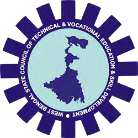 WEST BENGAL STATE COUNCIL OF TECHNICAL & VOCATIONAL EDUCATION & SKILL DEVELOPMENT